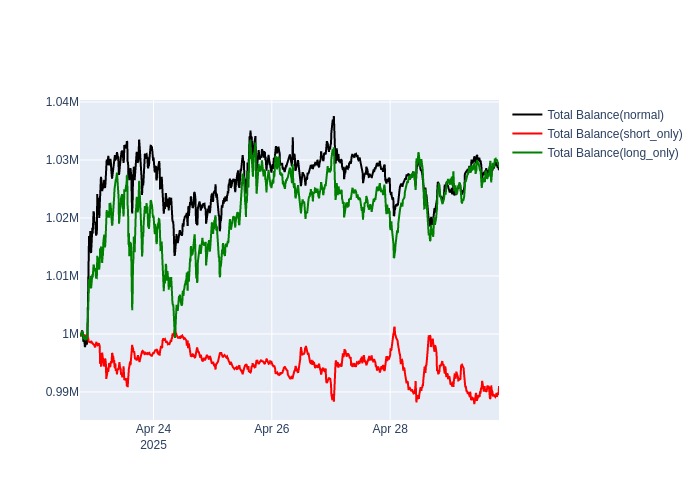 1.04M
1.03M
1.02M
1.01M
1M
0.99M
Apr 24
2025
Apr 26
Apr 28
Total Balance(normal)
Total Balance(short_only)
Total Balance(long_only)